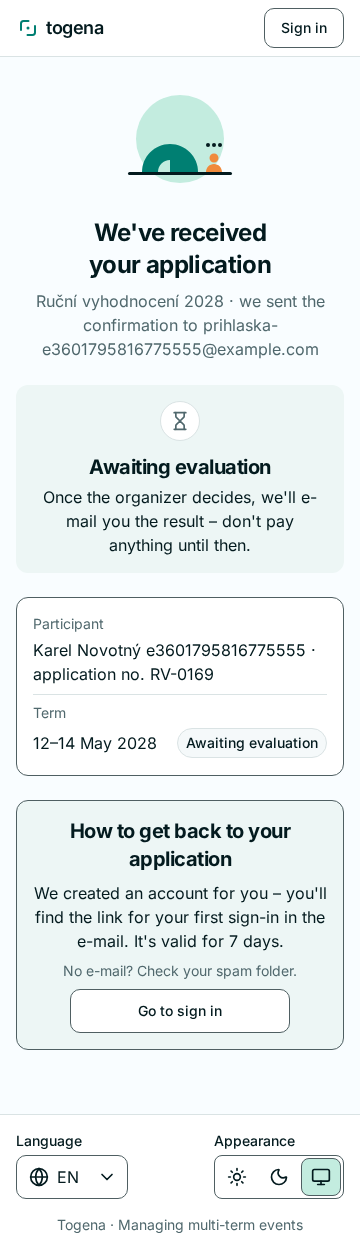 togena
Sign in
We've received
your application
Ruční vyhodnocení 2028 · we sent the
confirmation to prihlaska-
e3601795816775555@example.com
Awaiting evaluation
Once the organizer decides, we'll e-
mail you the result – don't pay
anything until then.
Participant
Karel Novotný e3601795816775555 ·
application no. RV-0169
Term
12–14 May 2028
Awaiting evaluation
How to get back to your
application
We created an account for you – you'll
find the link for your first sign-in in the
e-mail. It's valid for 7 days.
No e-mail? Check your spam folder.
Go to sign in
Language
Appearance
EN
Togena · Managing multi-term events